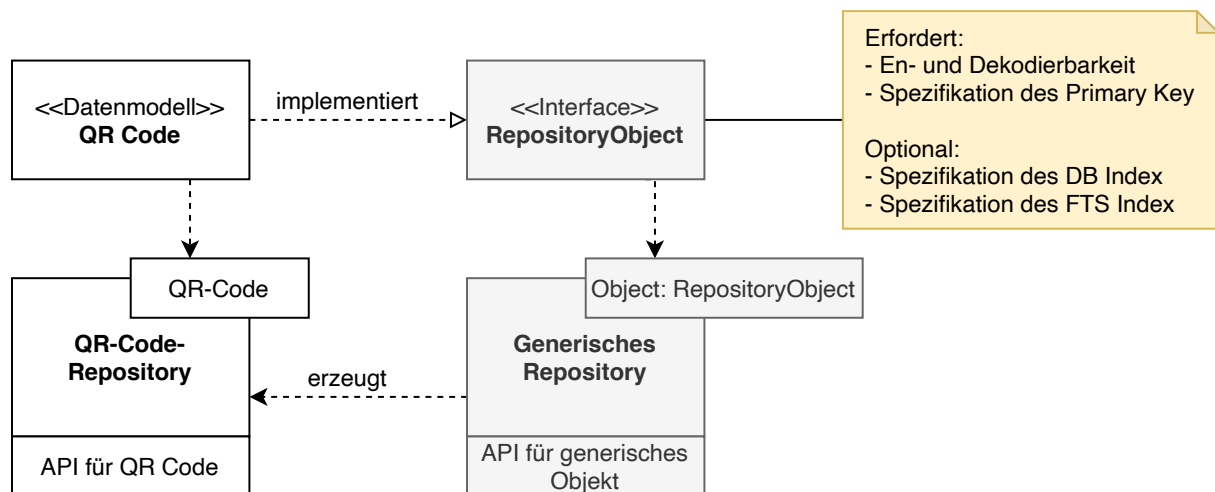 <<Datenmodell>>
QR Code
implementiert
<<Interface>>
RepositoryObject
Erfordert:
- En- und Dekodierbarkeit
- Spezifikation des Primary Key
Optional:
- Spezifikation des DB Index
- Spezifikation des FTS Index
QR-Code
Object: RepositoryObject
QR-Code-
Repository
erzeugt
Generisches
Repository
API für QR Code
API für generisches
Objekt